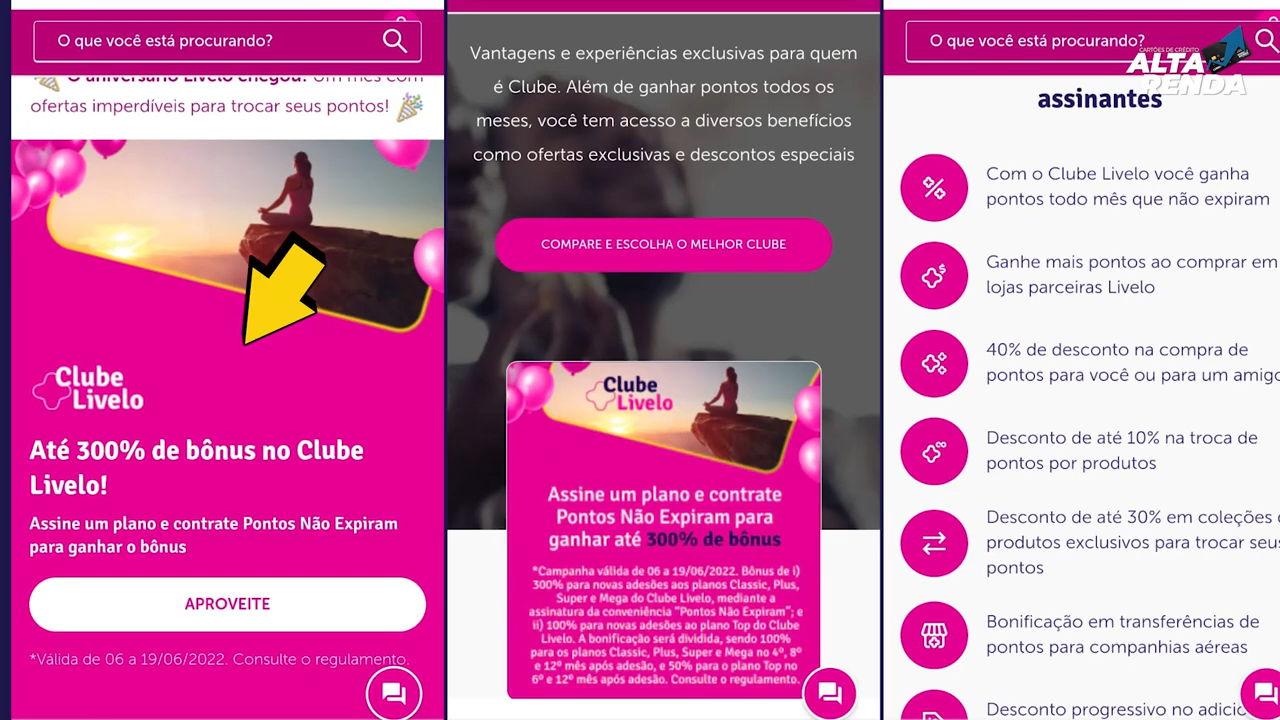 O que você está procurando?
O aniversário Livelo chegou! Um mês com
ofertas imperdíveis para trocar seus pontos!
Clube
Livelo
Até 300% de bônus no Clube
Livelo!
Assine um plano e contrate Pontos Não Expiram
para ganhar o bônus
APROVEITE
*Válida de 06 a 19/06/2022. Consulte o regulamento.
Vantagens e experiências exclusivas para quem
é Clube. Além de ganhar pontos todos os
meses, você tem acesso a diversos benefícios
como ofertas exclusivas e descontos especiais
COMPARE E ESCOLHA O MELHOR CLUBE
Clube
Livelo
Assine um plano e contrate
Pontos Não Expiram para
ganhar até 300% de bônus
*Campanha válida de 06 a 19/06/2022. Bônus de i)
300% para novas adesões aos planos Classic, Plus,
Super e Mega do Clube Livelo, mediante a
assinatura da conveniência "Pontos Não Expiram"; e
ii) 100% para novas adesões ao plano Top do Clube
Livelo. A bonificação será dividida, sendo 100%
para os planos Classic, Plus, Super e Mega no 4º, 8º
e 12º mês após adesão, e 50% para o plano Top no
6º e 12º mês após adesão. Consulte o regulamento.
O que você está procurando?
CARTÕES DE CRÉDITO
ALTA
RENDA
assinantes
Com o Clube Livelo você ganha
pontos todo mês que não expiram
Ganhe mais pontos ao comprar em
lojas parceiras Livelo
40% de desconto na compra de
pontos para você ou para um amigo
Desconto de até 10% na troca de
pontos por produtos
Desconto de até 30% em coleções
produtos exclusivos para trocar seus
pontos
Bonificação em transferências de
pontos para companhias aéreas
Desconto progressivo no adicio